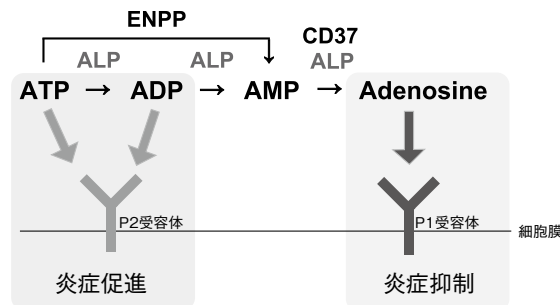 ENPP
CD37
ALP ALP ALP
ATP → ADP → AMP → Adenosine
P2受容体 P1受容体
細胞膜
炎症促進 炎症抑制